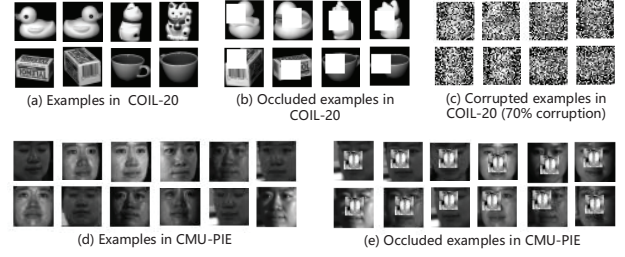 TYLENOL
(a) Examples in COIL-20
(b) Occluded examples in
COIL-20
(c) Corrupted examples in
COIL-20 (70% corruption)
(d) Examples in CMU-PIE
(e) Occluded examples in CMU-PIE